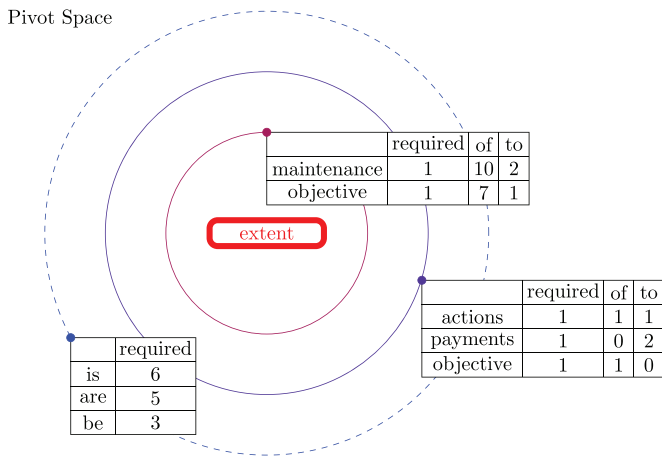 Pivot Space
required of to
maintenance 1 10 2
objective 1 7 1
extent
required of to
actions 1 1 1
payments 1 0 2
objective 1 1 0
required
is 6
are 5
be 3